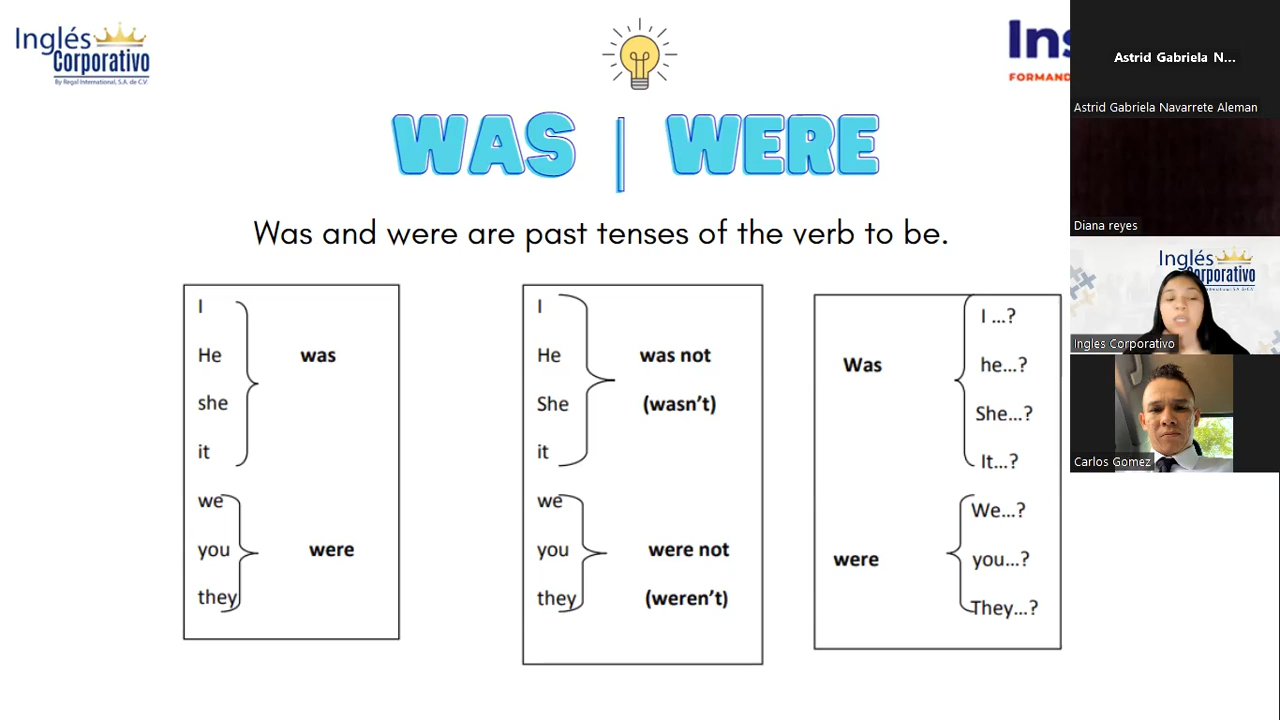 Inglés
Corporativo
By Regal International, S.A. de C.V.
Ins
FORMAND
WAS | WERE
Was and were are past tenses of the verb to be.
I
He
she
it
was
we
you
they
were
I
He
She
it
was not
(wasn't)
we
you
they
were not
(weren't)
Was
I ...?
he...?
She...?
It...?
were
We...?
you...?
They...?
Astrid Gabriela N...
Astrid Gabriela Navarrete Aleman
Diana reyes
Inglés
Corporativo
Ingles Corporativo
Carlos Gomez